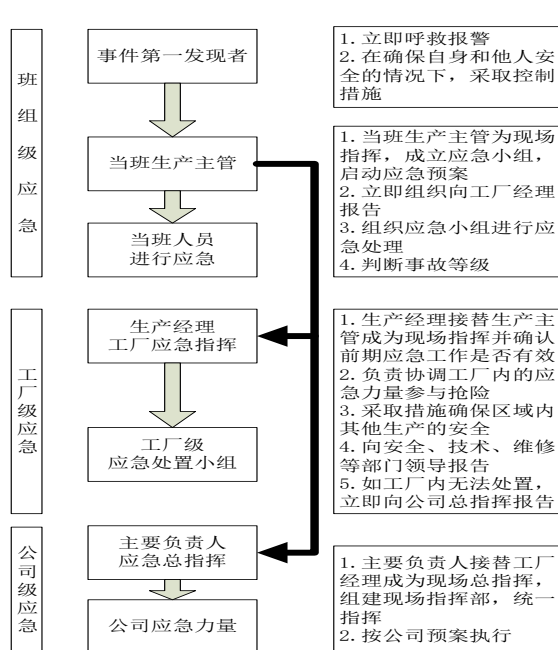 班组级应急
事件第一发现者
当班生产主管
当班人员
进行应急
1.立即呼救报警
2.在确保自身和他人安
全的情况下，采取控制
措施
1.当班生产主管为现场
指挥，成立应急小组，
启动应急预案
2.立即组织向工厂经理
报告
3.组织应急小组进行应
急处理
4.判断事故等级
工厂级应急
生产经理
工厂应急指挥
工厂级
应急处置小组
1.生产经理接替生产主
管成为现场指挥并确认
前期应急工作是否有效
2.负责协调工厂内的应
急力量参与抢险
3.采取措施确保区域内
其他生产的安全
4.向安全、技术、维修
等部门领导报告
5.如工厂内无法处置，
立即向公司总指挥报告
公司级应急
主要负责人
应急总指挥
公司应急力量
1.主要负责人接替工厂
经理成为现场总指挥，
组建现场指挥部，统一
指挥
2.按公司预案执行